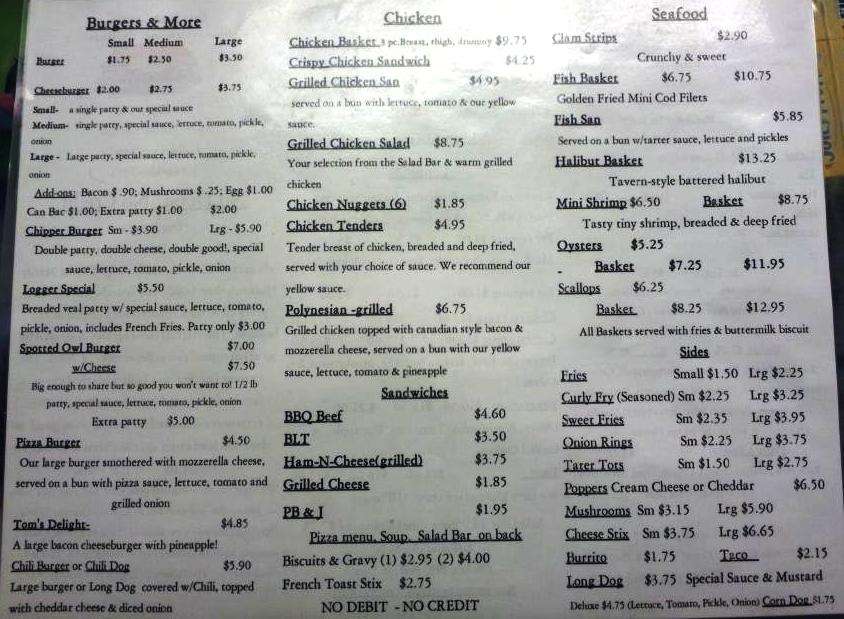 Burgers & More
Small Medium Large
Burger $1.75 $2.50 $3.50
Cheeseburger $2.00 $2.75 $3.75
Small- a single patty & our special sauce
Medium- single patty, special sauce, lettuce, tomato, pickle,
onion
Large - Large patty, special sauce, lettuce, tomato, pickle,
onion
Add-ons: Bacon $ .90; Mushrooms $ .25; Egg $1.00
Can Bac $1.00; Extra patty $1.00 $2.00
Chipper Burger Sm - $3.90 Lrg - $5.90
Double patty, double cheese, double good!, special
sauce, lettuce, tomato, pickle, onion
Logger Special $5.50
Breaded veal patty w/ special sauce, lettuce, tomato,
pickle, onion, includes French Fries. Patty only $3.00
Spotted Owl Burger $7.00
w/Cheese $7.50
Big enough to share but so good you won't want to! 1/2 lb
patty, special sauce, lettuce, tomato, pickle, onion
Extra patty $5.00
Pizza Burger $4.50
Our large burger smothered with mozzerella cheese,
served on a bun with pizza sauce, lettuce, tomato and
grilled onion
Tom's Delight- $4.85
A large bacon cheeseburger with pineapple!
Chili Burger or Chili Dog $5.90
Large burger or Long Dog covered w/Chili, topped
with cheddar cheese & diced onion
Chicken
Chicken Basket 3 pc.Breast, thigh, drummy $9.75
Crispy Chicken Sandwich $4.25
Grilled Chicken San $4.95
served on a bun with lettuce, tomato & our yellow
sauce.
Grilled Chicken Salad $8.75
Your selection from the Salad Bar & warm grilled
chicken
Chicken Nuggets (6) $1.85
Chicken Tenders $4.95
Tender breast of chicken, breaded and deep fried,
served with your choice of sauce. We recommend our
yellow sauce.
Polynesian -grilled $6.75
Grilled chicken topped with canadian style bacon &
mozzerella cheese, served on a bun with our yellow
sauce, lettuce, tomato & pineapple
Sandwiches
BBQ Beef $4.60
BLT $3.50
Ham-N-Cheese(grilled) $3.75
Grilled Cheese $1.85
PB & J $1.95
Pizza menu, Soup, Salad Bar on back
Biscuits & Gravy (1) $2.95 (2) $4.00
French Toast Stix $2.75
NO DEBIT - NO CREDIT
Seafood
Clam Strips $2.90
Crunchy & sweet
Fish Basket $6.75 $10.75
Golden Fried Mini Cod Filets
Fish San $5.85
Served on a bun w/tarter sauce, lettuce and pickles
Halibut Basket $13.25
Tavern-style battered halibut
Mini Shrimp $6.50 Basket $8.75
Tasty tiny shrimp, breaded & deep fried
Oysters $5.25
- Basket $7.25 $11.95
Scallops $6.25
Basket $8.25 $12.95
All Baskets served with fries & buttermilk biscuit
Sides
Fries Small $1.50 Lrg $2.25
Curly Fry (Seasoned) Sm $2.25 Lrg $3.25
Sweet Fries Sm $2.35 Lrg $3.95
Onion Rings Sm $2.25 Lrg $3.75
Tater Tots Sm $1.50 Lrg $2.75
Poppers Cream Cheese or Cheddar $6.50
Mushrooms Sm $3.15 Lrg $5.90
Cheese Stix Sm $3.75 Lrg $6.65
Burrito $1.75 Taco $2.15
Long Dog $3.75 Special Sauce & Mustard
Deluxe $4.75 (Lettuce, Tomato, Pickle, Onion) Corn Dog $1.75